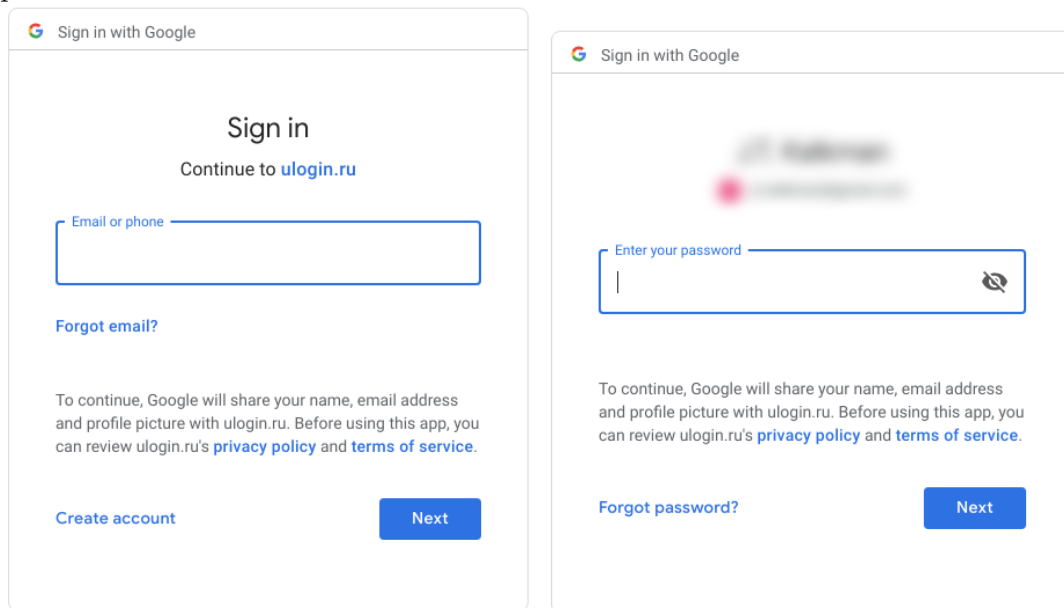 Sign in with Google
Sign in
Continue to ulogin.ru
Email or phone
Forgot email?
To continue, Google will share your name, email address
and profile picture with ulogin.ru. Before using this app, you
can review ulogin.ru's privacy policy and terms of service.
Create account
Next
Sign in with Google
Enter your password
To continue, Google will share your name, email address
and profile picture with ulogin.ru. Before using this app, you
can review ulogin.ru's privacy policy and terms of service.
Forgot password?
Next